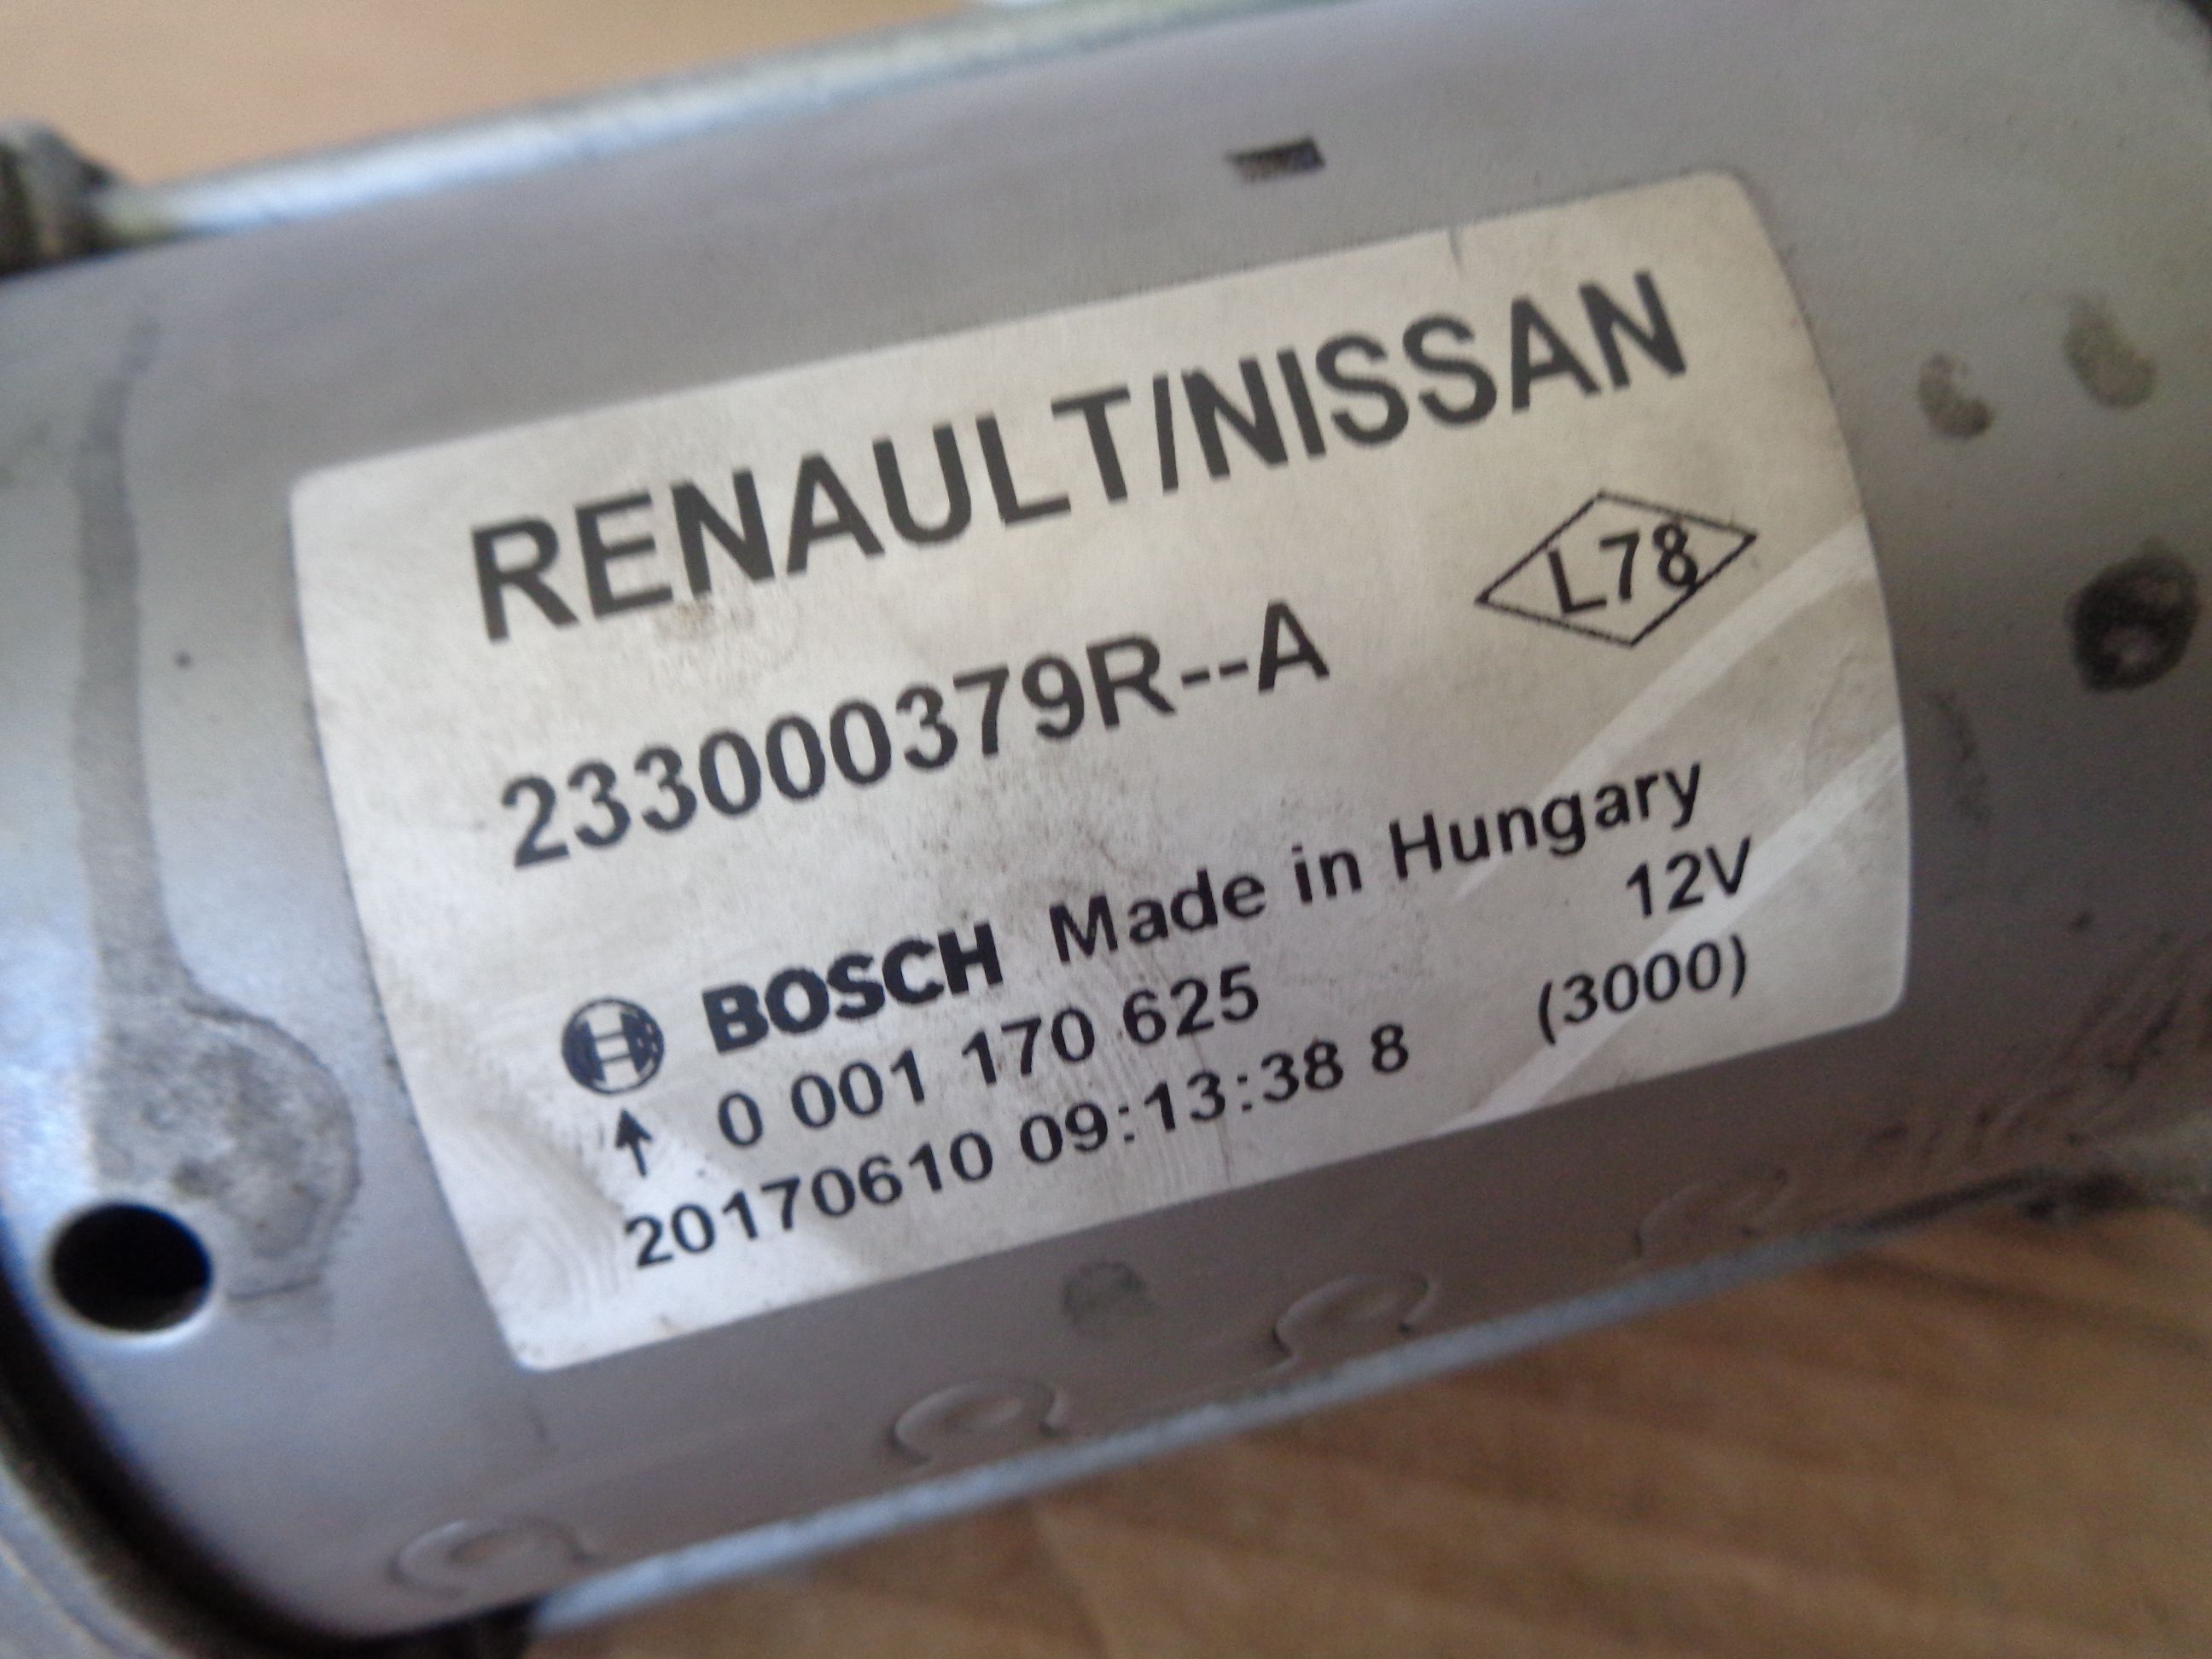 RENAULT/NISSAN
L78
233000379R--A
BOSCH Made in Hungary
12V
0 001 170 625
(3000)
20170610 09:13:38 8